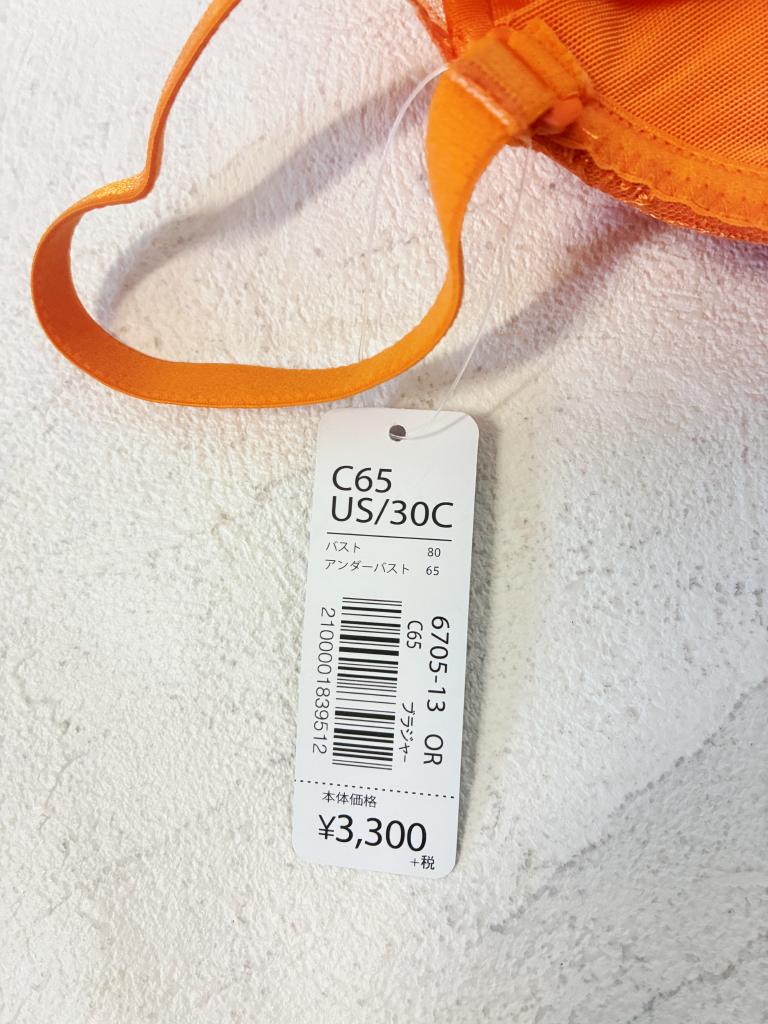 C65
US/30C
バスト 80
アンダーバスト 65
6705-13 OR
C65 ブラジャー
2100001839512
本体価格
¥3,300
+税